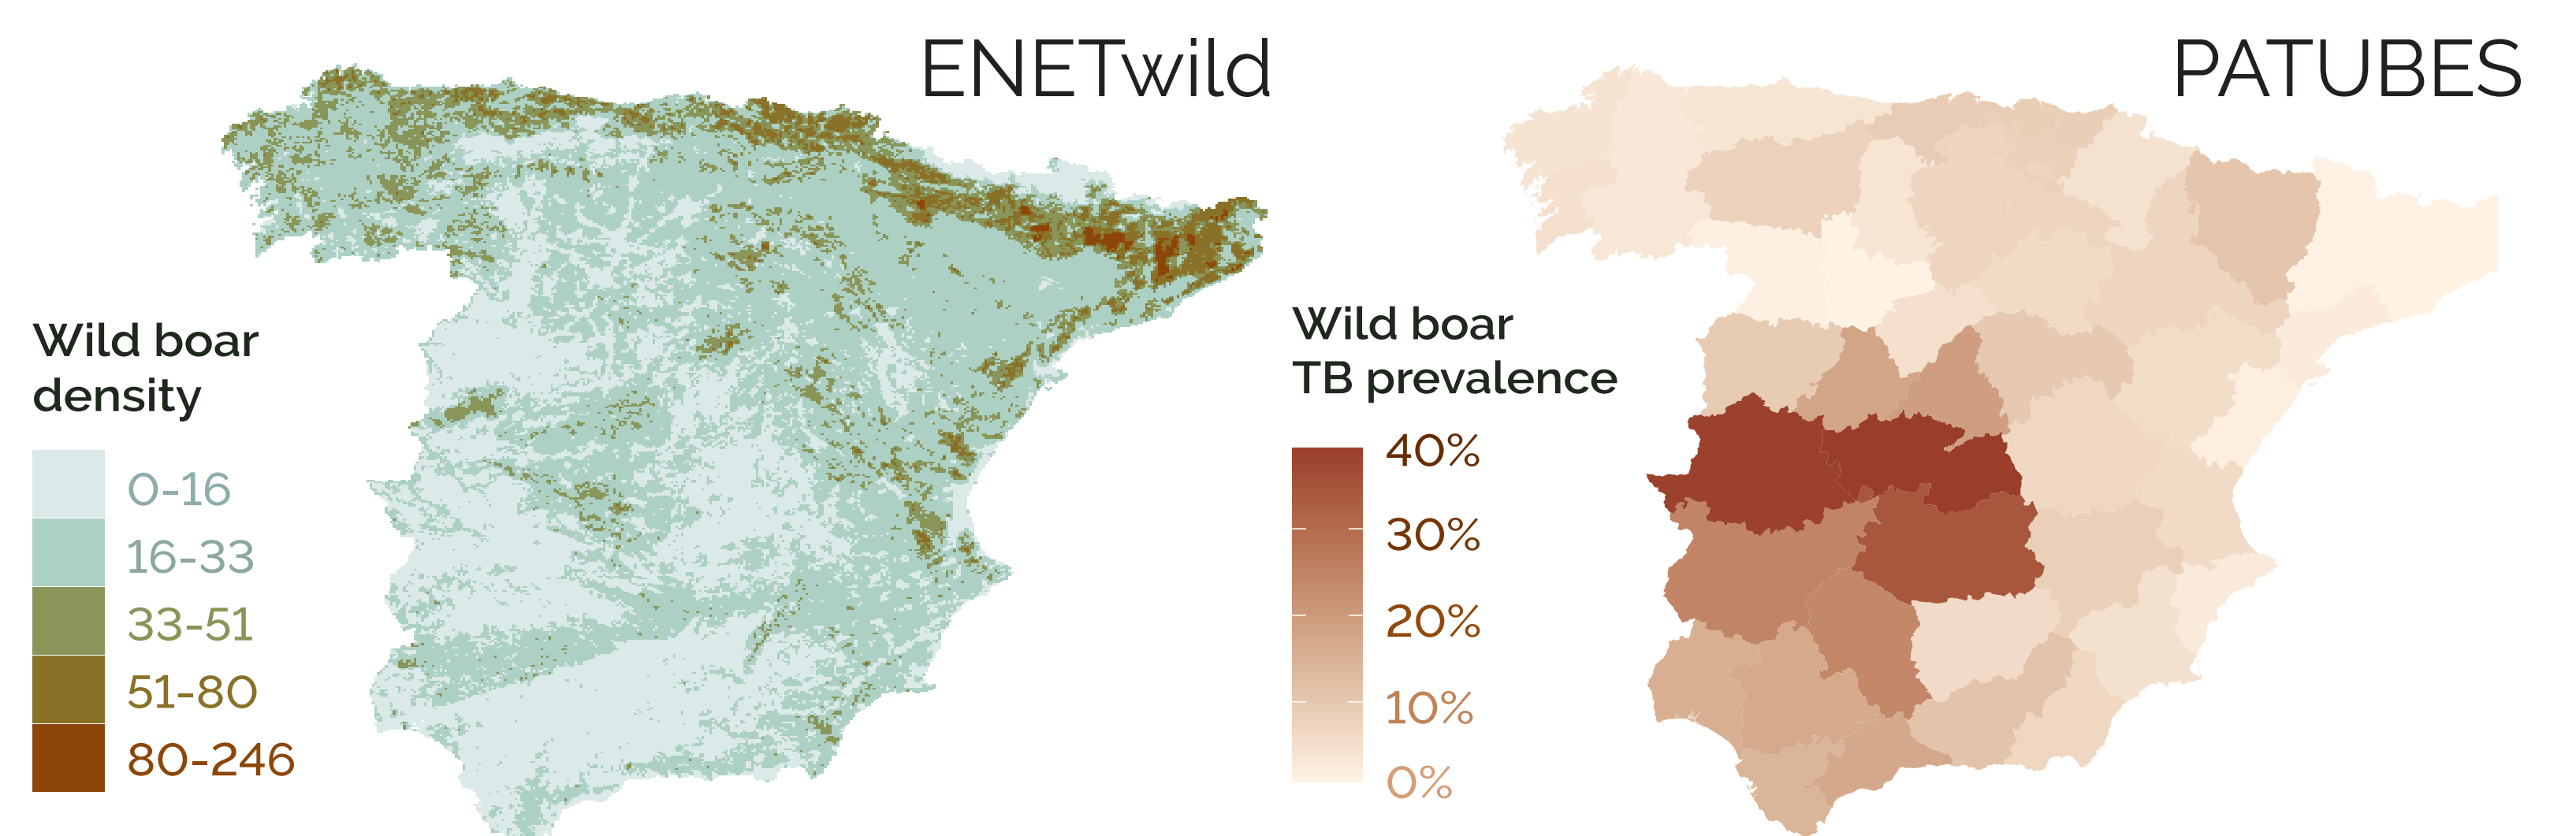 ENETwild
Wild boar
density
0-16
16-33
33-51
51-80
80-246
PATUBES
Wild boar
TB prevalence
40%
30%
20%
10%
0%